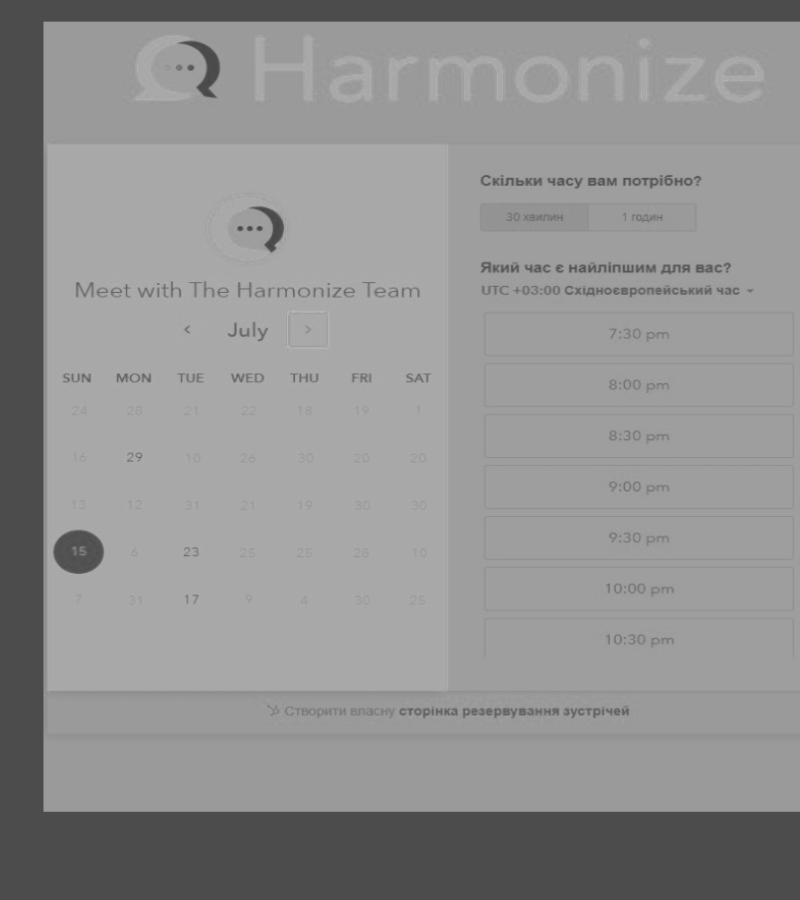 Harmonize
Meet with The Harmonize Team
July
SUN MON TUE WED THU FRI SAT
24 28 21 22 18 19 1
16 29 10 26 30 20 20
13 12 31 21 19 30 30
15 6 23 25 25 28 10
7 31 17 9 4 30 25
Скільки часу вам потрібно?
30 хвилин 1 годин
Який час є найліпшим для вас?
UTC +03:00 Східноєвропейський час
7:30 pm
8:00 pm
8:30 pm
9:00 pm
9:30 pm
10:00 pm
10:30 pm
Створити власну сторінка резервування зустрічей